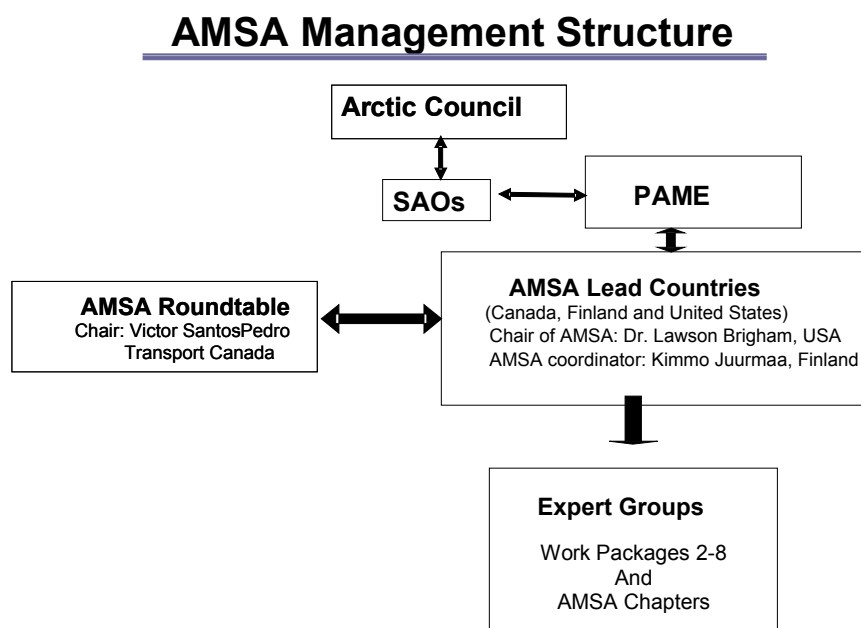 AMSA Management Structure
Arctic Council
SAOs
PAME
AMSA Roundtable
Chair: Victor SantosPedro
Transport Canada
AMSA Lead Countries
(Canada, Finland and United States)
Chair of AMSA: Dr. Lawson Brigham, USA
AMSA coordinator: Kimmo Juurmaa, Finland
Expert Groups
Work Packages 2-8
And
AMSA Chapters